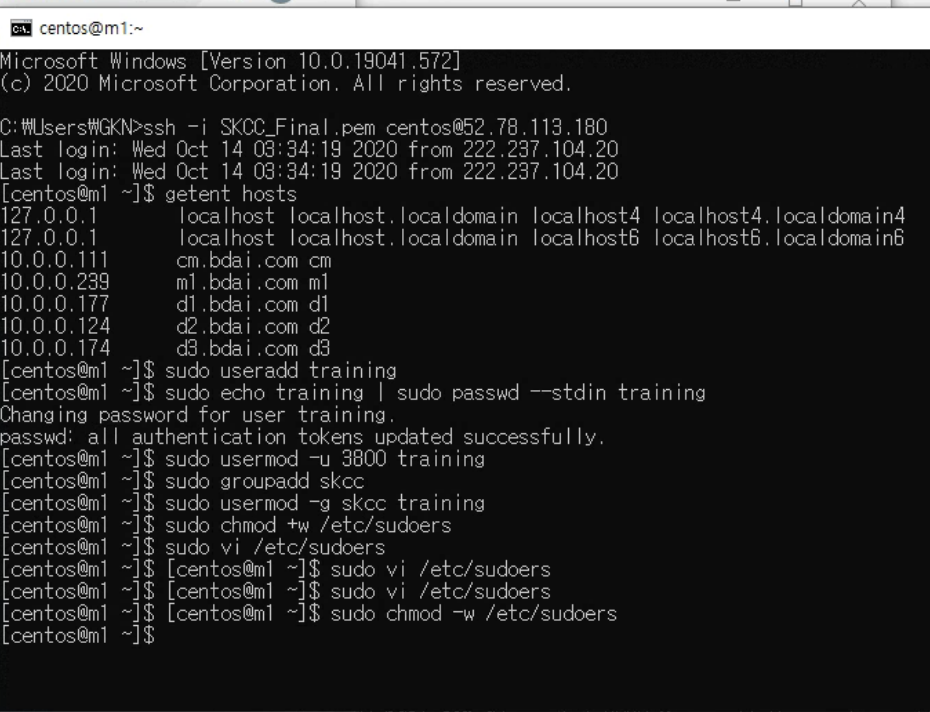 centos@m1:~
Microsoft Windows [Version 10.0.19041.572]
(c) 2020 Microsoft Corporation. All rights reserved.
C:₩Users₩GKN>ssh -i SKCC_Final.pem centos@52.78.113.180
Last login: Wed Oct 14 03:34:19 2020 from 222.237.104.20
Last login: Wed Oct 14 03:34:19 2020 from 222.237.104.20
[centos@m1 ~]$ getent hosts
127.0.0.1       localhost localhost.localdomain localhost4 localhost4.localdomain4
127.0.0.1       localhost localhost.localdomain localhost6 localhost6.localdomain6
10.0.0.111      cm.bdai.com cm
10.0.0.239      m1.bdai.com m1
10.0.0.177      d1.bdai.com d1
10.0.0.124      d2.bdai.com d2
10.0.0.174      d3.bdai.com d3
[centos@m1 ~]$ sudo useradd training
[centos@m1 ~]$ sudo echo training | sudo passwd --stdin training
Changing password for user training.
passwd: all authentication tokens updated successfully.
[centos@m1 ~]$ sudo usermod -u 3800 training
[centos@m1 ~]$ sudo groupadd skcc
[centos@m1 ~]$ sudo usermod -g skcc training
[centos@m1 ~]$ sudo chmod +w /etc/sudoers
[centos@m1 ~]$ sudo vi /etc/sudoers
[centos@m1 ~]$ [centos@m1 ~]$ sudo vi /etc/sudoers
[centos@m1 ~]$ [centos@m1 ~]$ sudo vi /etc/sudoers
[centos@m1 ~]$ [centos@m1 ~]$ sudo chmod -w /etc/sudoers
[centos@m1 ~]$